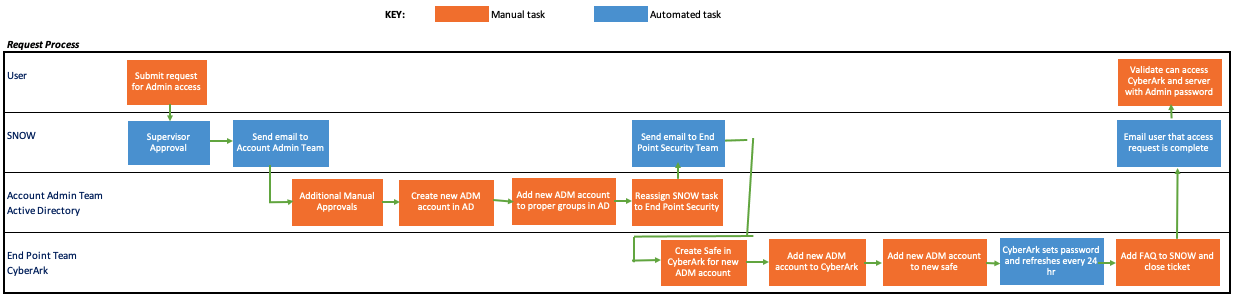 KEY:
Manual task
Automated task
Request Process
User
Submit request
for Admin access
Validate can access
CyberArk and server
with Admin password
SNOW
Supervisor
Approval
Send email to
Account Admin Team
Send email to End
Point Security Team
Email user that access
request is complete
Account Admin Team
Active Directory
Additional Manual
Approvals
Create new ADM
account in AD
Add new ADM account
to proper groups in AD
Reassign SNOW task
to End Point Security
End Point Team
CyberArk
Create Safe in
CyberArk for new
ADM account
Add new ADM
account to CyberArk
Add new ADM account
to new safe
CyberArk sets password
and refreshes every 24
hr
Add FAQ to SNOW and
close ticket